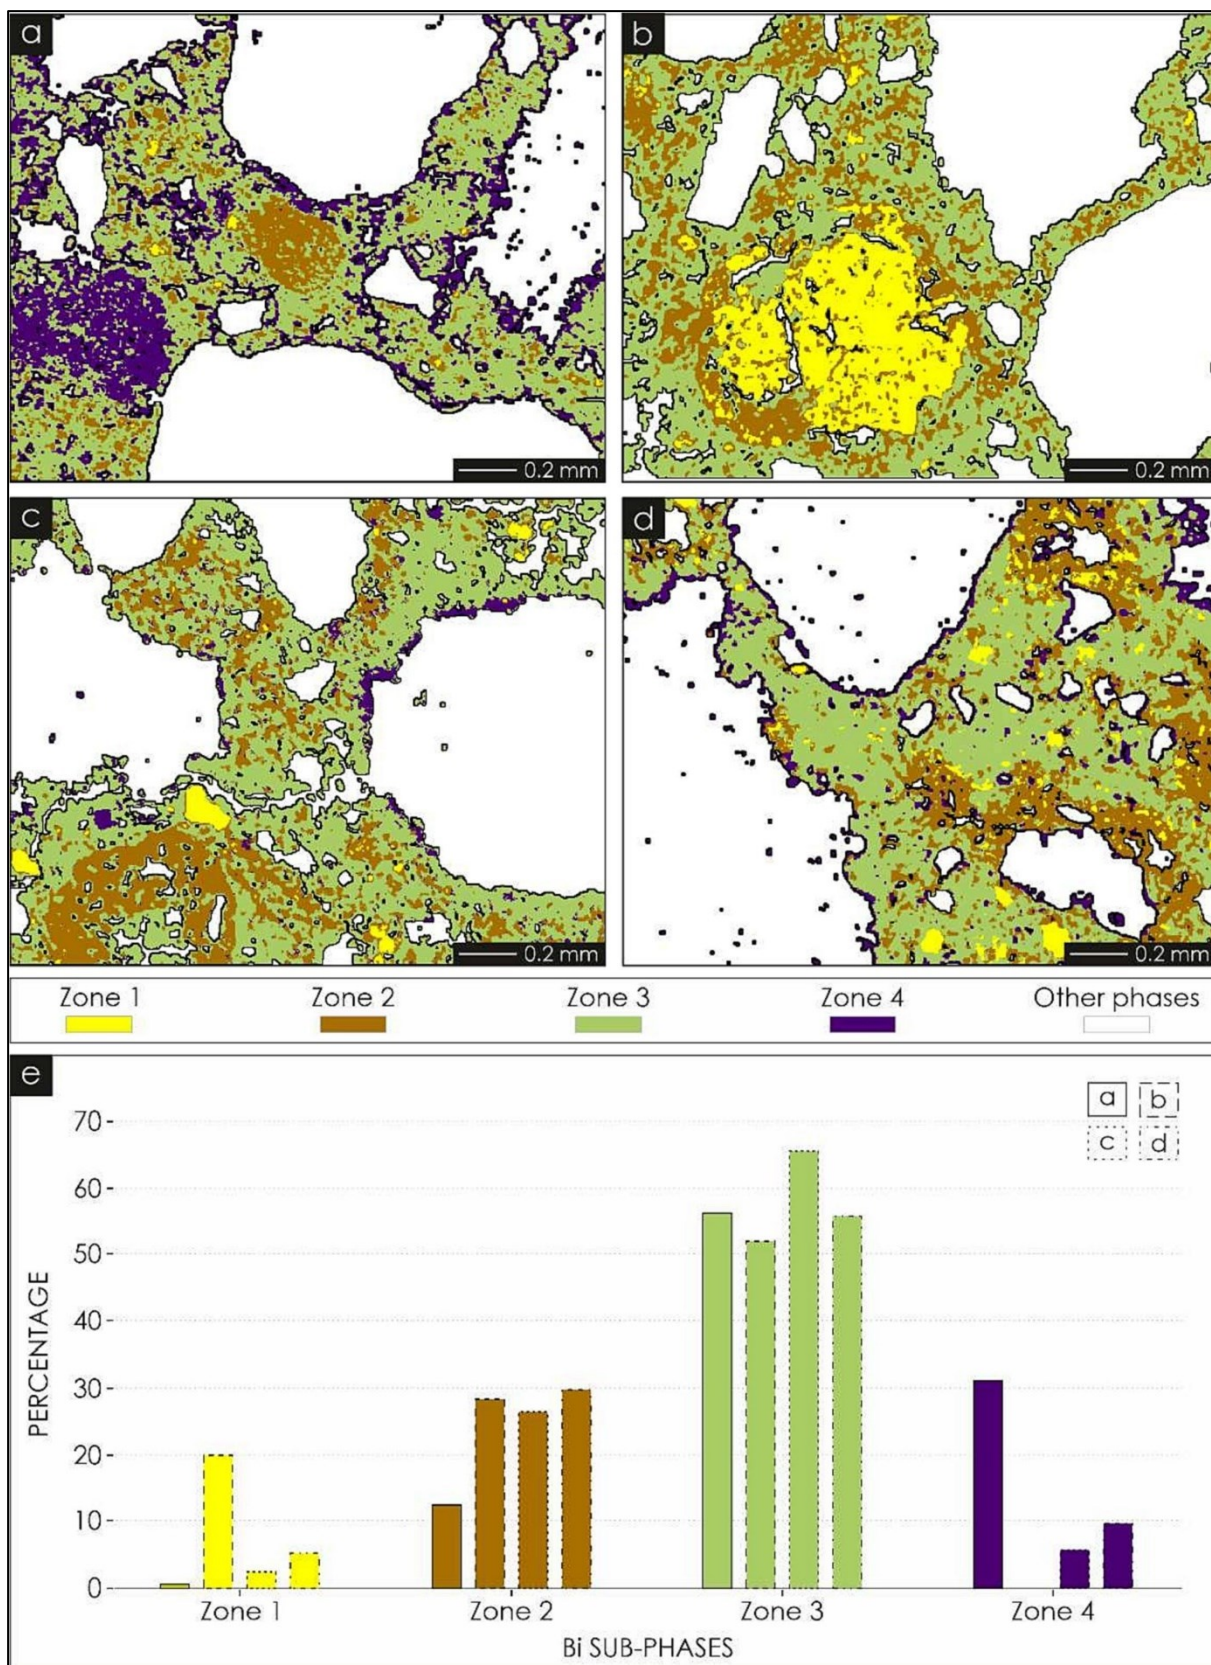 a
b
0.2 mm
0.2 mm
c
d
0.2 mm
0.2 mm
Zone 1 Zone 2 Zone 3 Zone 4 Other phases
e
a b
c d
70
60
50
40
30
20
10
0
PERCENTAGE
Zone 1 Zone 2 Zone 3 Zone 4
Bi SUB-PHASES